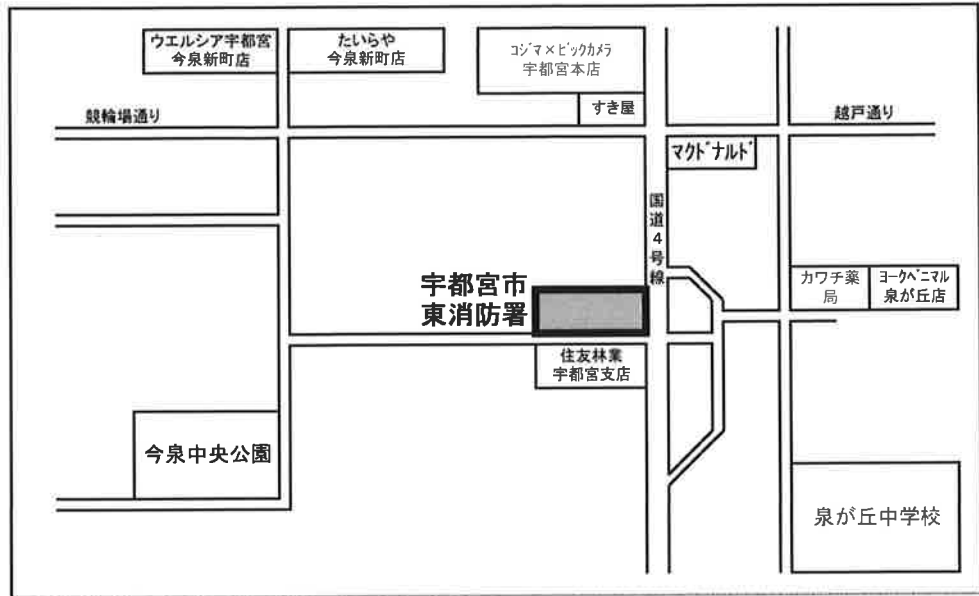 ウエルシア宇都宮
今泉新町店
たいらや
今泉新町店
コジマ×ビックカメラ
宇都宮本店
すき屋
競輪場通り
越戸通り
マクドナルド
国道4号線
宇都宮市
東消防署
カワチ薬
局
ヨークベニマル
泉が丘店
住友林業
宇都宮支店
今泉中央公園
泉が丘中学校